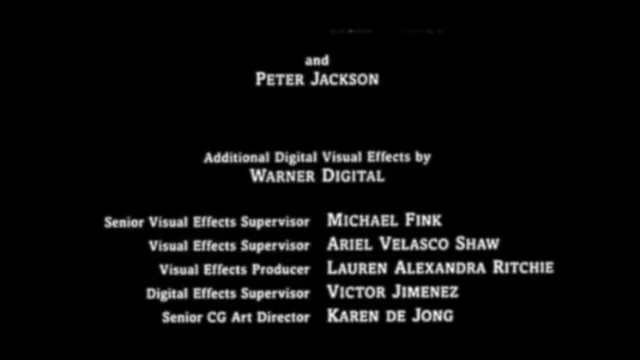 and
PETER JACKSON
Additional Digital Visual Effects by
WARNER DIGITAL
Senior Visual Effects Supervisor MICHAEL FINK
Visual Effects Supervisor ARIEL VELASCO SHAW
Visual Effects Producer LAUREN ALEXANDRA RITCHIE
Digital Effects Supervisor VICTOR JIMENEZ
Senior CG Art Director KAREN DE JONG